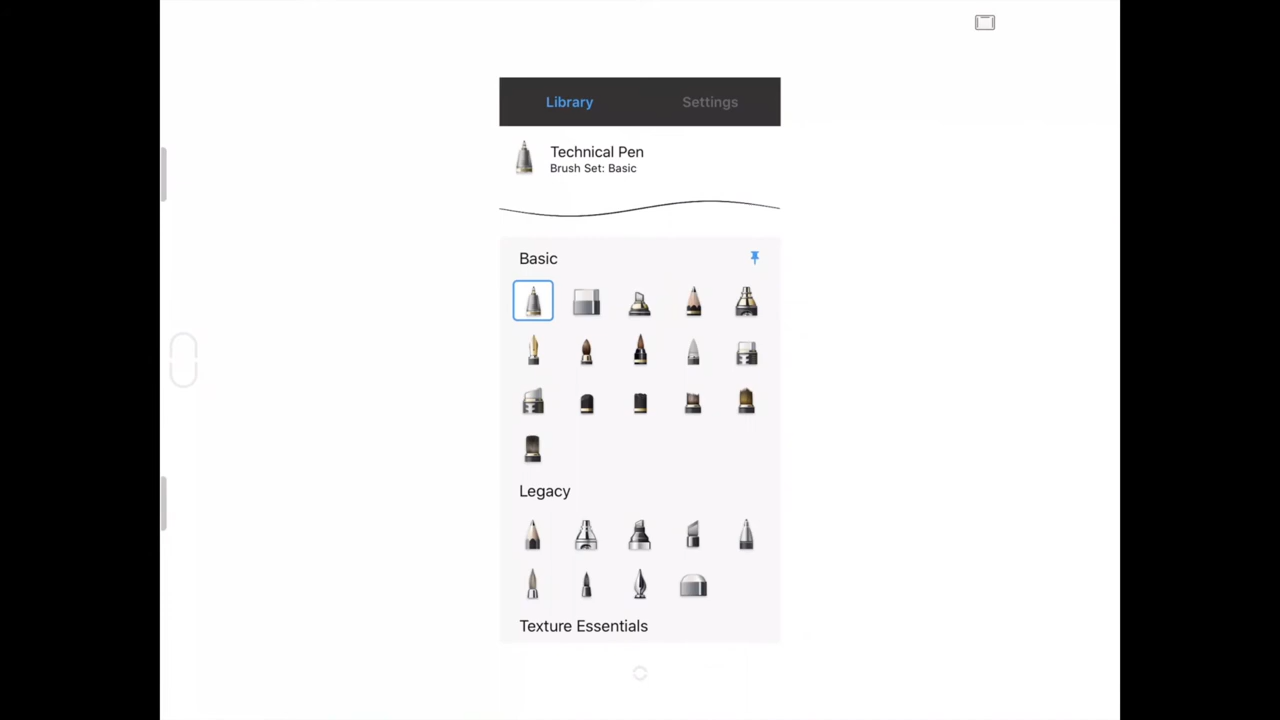 Library Settings
Technical Pen
Brush Set: Basic
Basic
Legacy
Texture Essentials